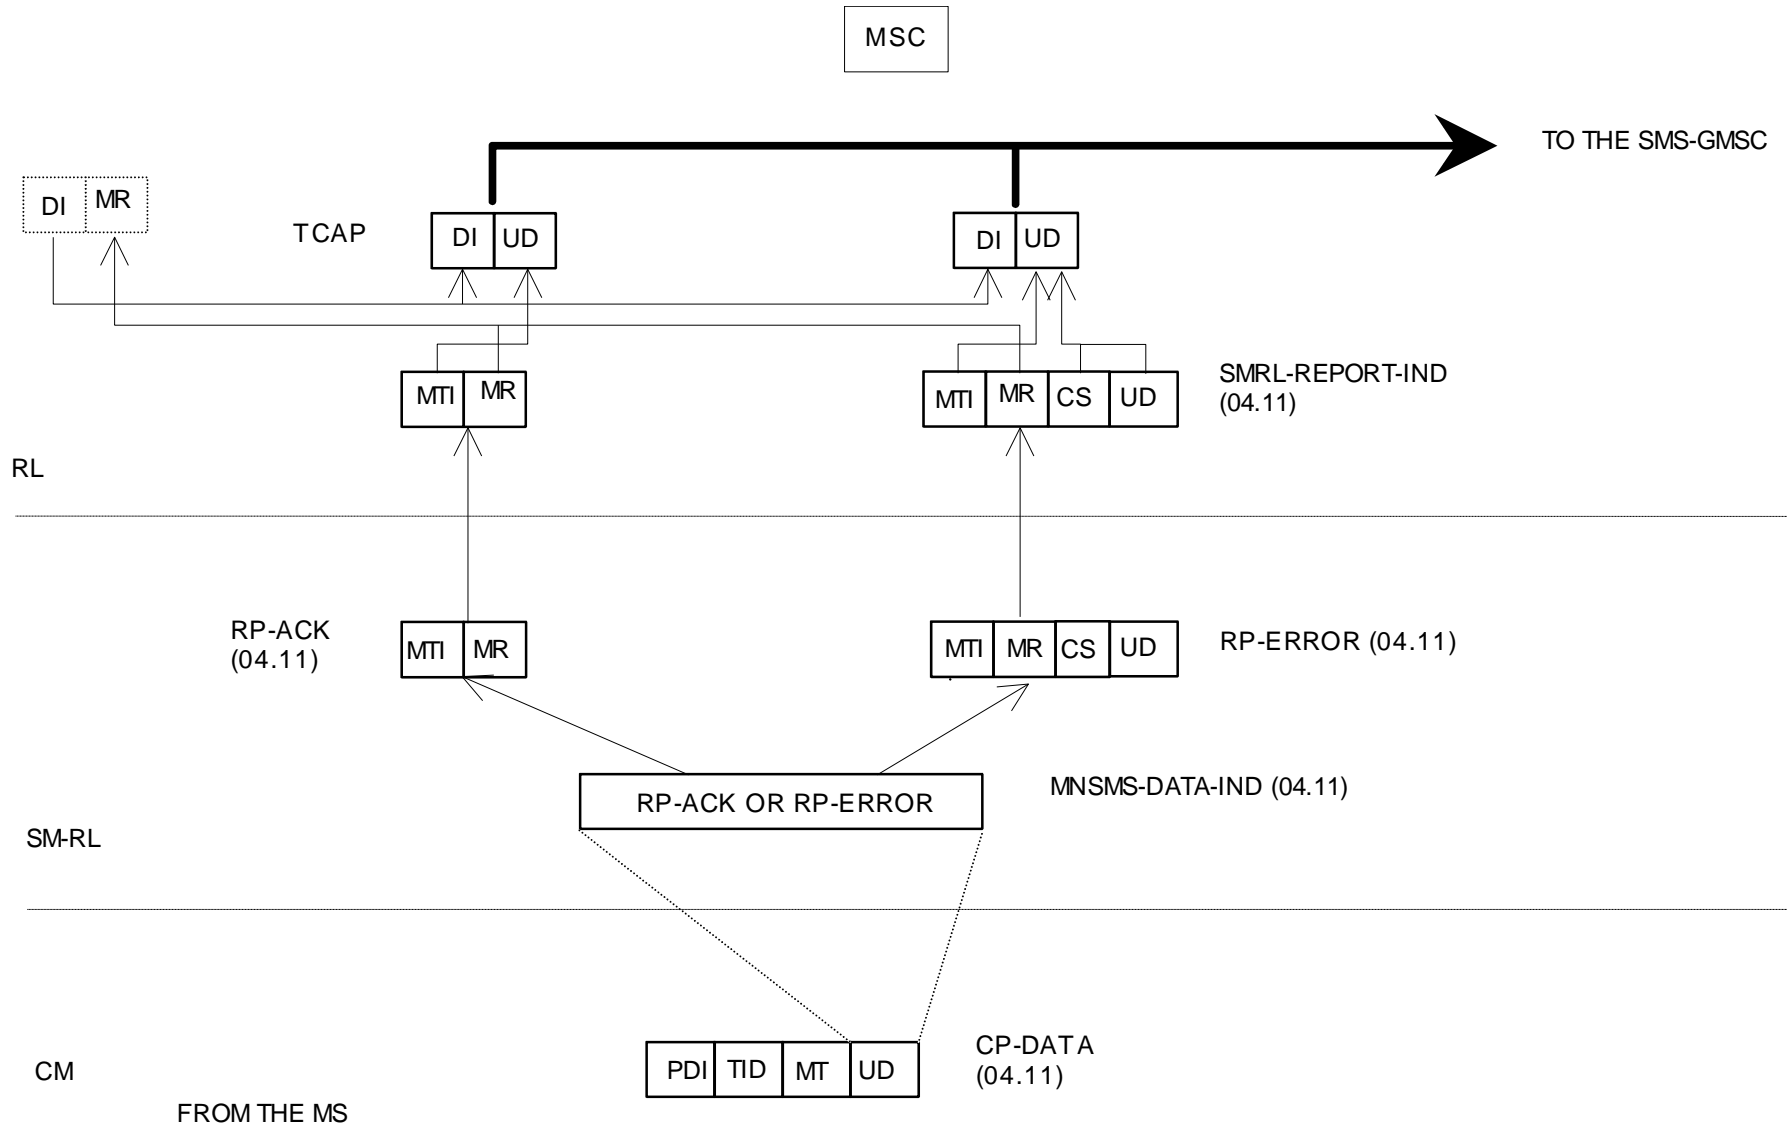 MSC
TO THE SMS-GMSC
DI MR
TCAP
DI UD
DI UD
MTI MR
MTI MR CS UD
SMRL-REPORT-IND
(04.11)
RL
RP-ACK
(04.11)
MTI MR
MTI MR CS UD
RP-ERROR (04.11)
RP-ACK OR RP-ERROR
MNSMS-DATA-IND (04.11)
SM-RL
CM
PDI TID MT UD
CP-DATA
(04.11)
FROM THE MS